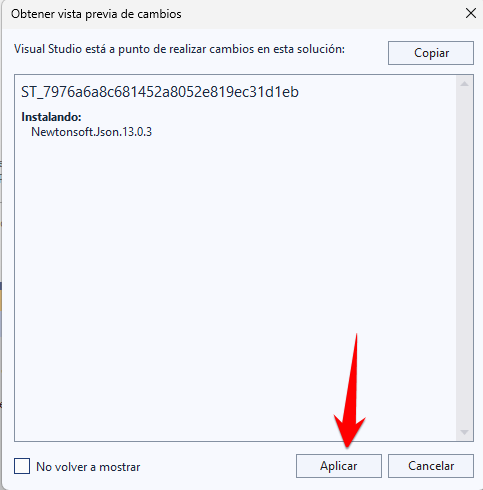 Obtener vista previa de cambios
Visual Studio está a punto de realizar cambios en esta solución:
Copiar
ST_7976a6a8c681452a8052e819ec31d1eb
Instalando:
Newtonsoft.Json.13.0.3
No volver a mostrar
Aplicar
Cancelar